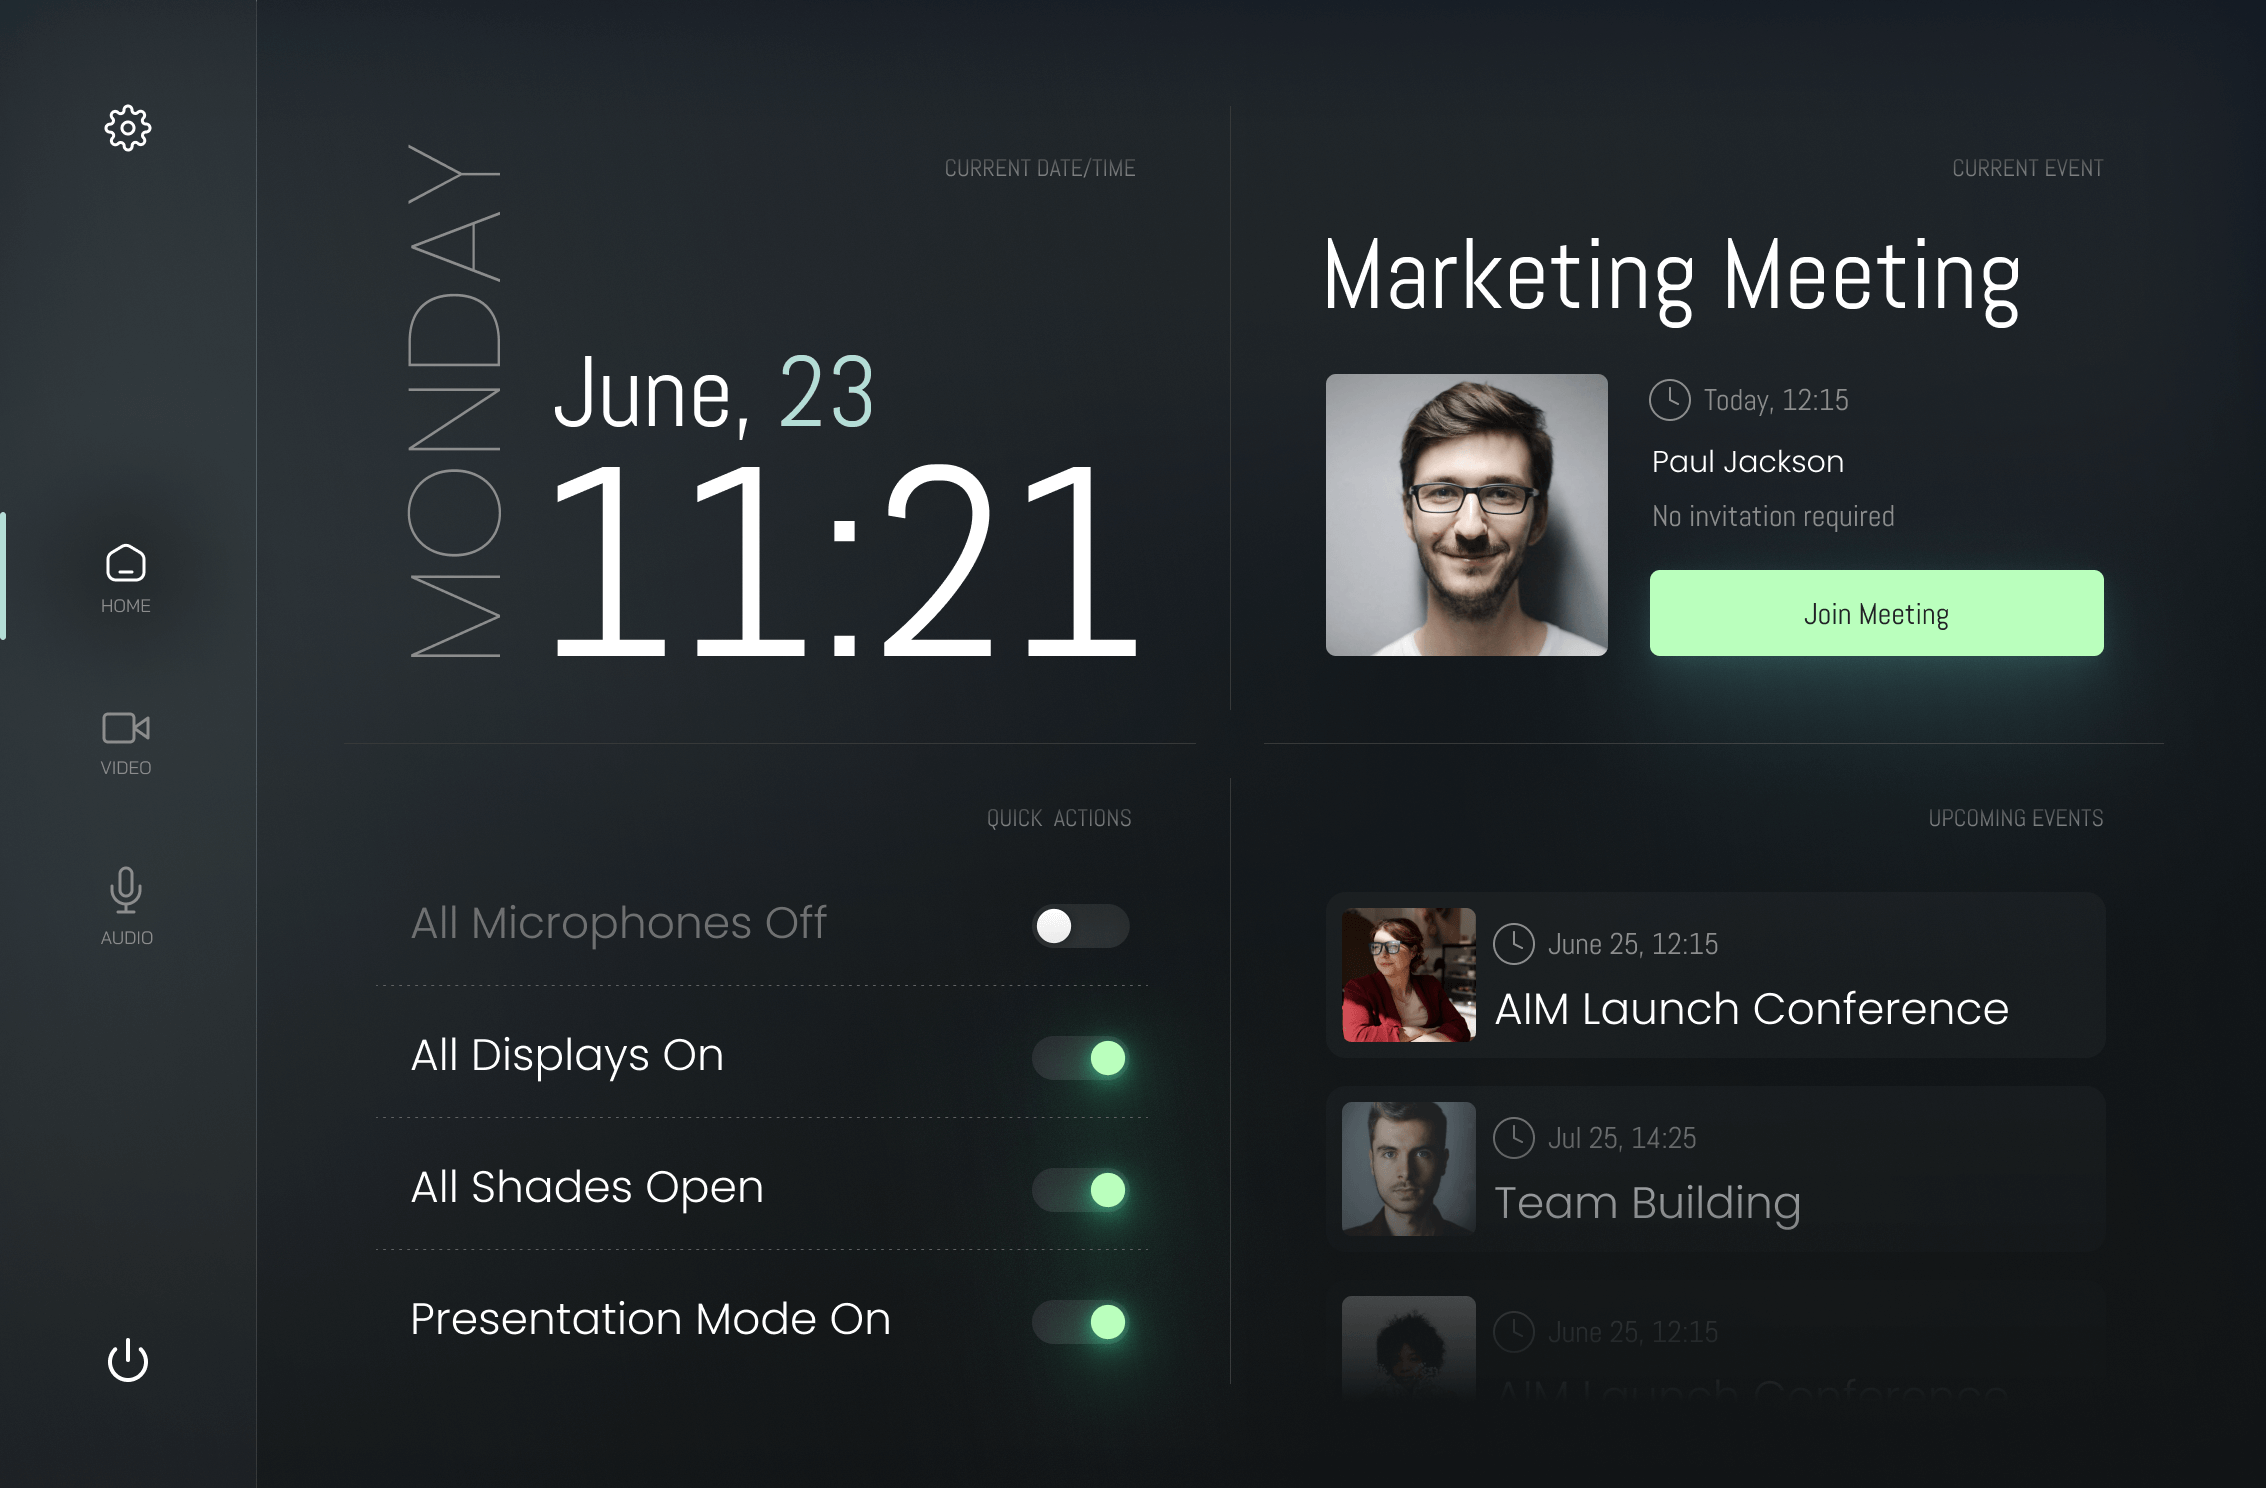 HOME
VIDEO
AUDIO
CURRENT DATE/TIME
MONDAY
June, 23
11:21
CURRENT EVENT
Marketing Meeting
Today, 12:15
Paul Jackson
No invitation required
Join Meeting
QUICK ACTIONS
All Microphones Off
All Displays On
All Shades Open
Presentation Mode On
UPCOMING EVENTS
June 25, 12:15
AIM Launch Conference
Jul 25, 14:25
Team Building
June 25, 12:15
AIM Launch Conference